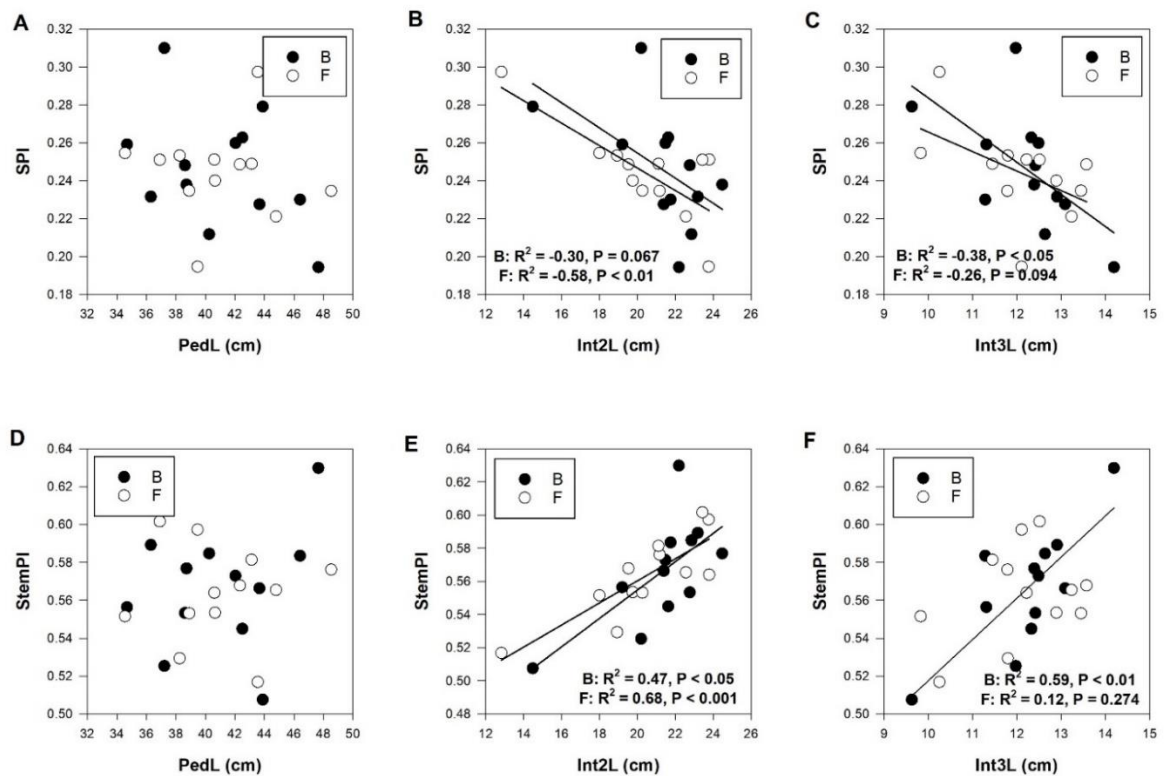 A
SPI
0.32
0.30
0.28
0.26
0.24
0.22
0.20
0.18
B
F
32 34 36 38 40 42 44 46 48 50
PedL (cm)
B
SPI
0.32
0.30
0.28
0.26
0.24
0.22
0.20
0.18
B
F
B: R² = -0.30, P = 0.067
F: R² = -0.58, P < 0.01
12 14 16 18 20 22 24 26
Int2L (cm)
C
SPI
0.32
0.30
0.28
0.26
0.24
0.22
0.20
0.18
B
F
B: R² = -0.38, P < 0.05
F: R² = -0.26, P = 0.094
9 10 11 12 13 14 15
Int3L (cm)
D
StemPI
0.64
0.62
0.60
0.58
0.56
0.54
0.52
0.50
B
F
32 34 36 38 40 42 44 46 48 50
PedL (cm)
E
StemPI
0.64
0.62
0.60
0.58
0.56
0.54
0.52
0.50
0.48
B
F
B: R² = 0.47, P < 0.05
F: R² = 0.68, P < 0.001
12 14 16 18 20 22 24 26
Int2L (cm)
F
StemPI
0.64
0.62
0.60
0.58
0.56
0.54
0.52
0.50
B
F
B: R² = 0.59, P < 0.01
F: R² = 0.12, P = 0.274
9 10 11 12 13 14 15
Int3L (cm)